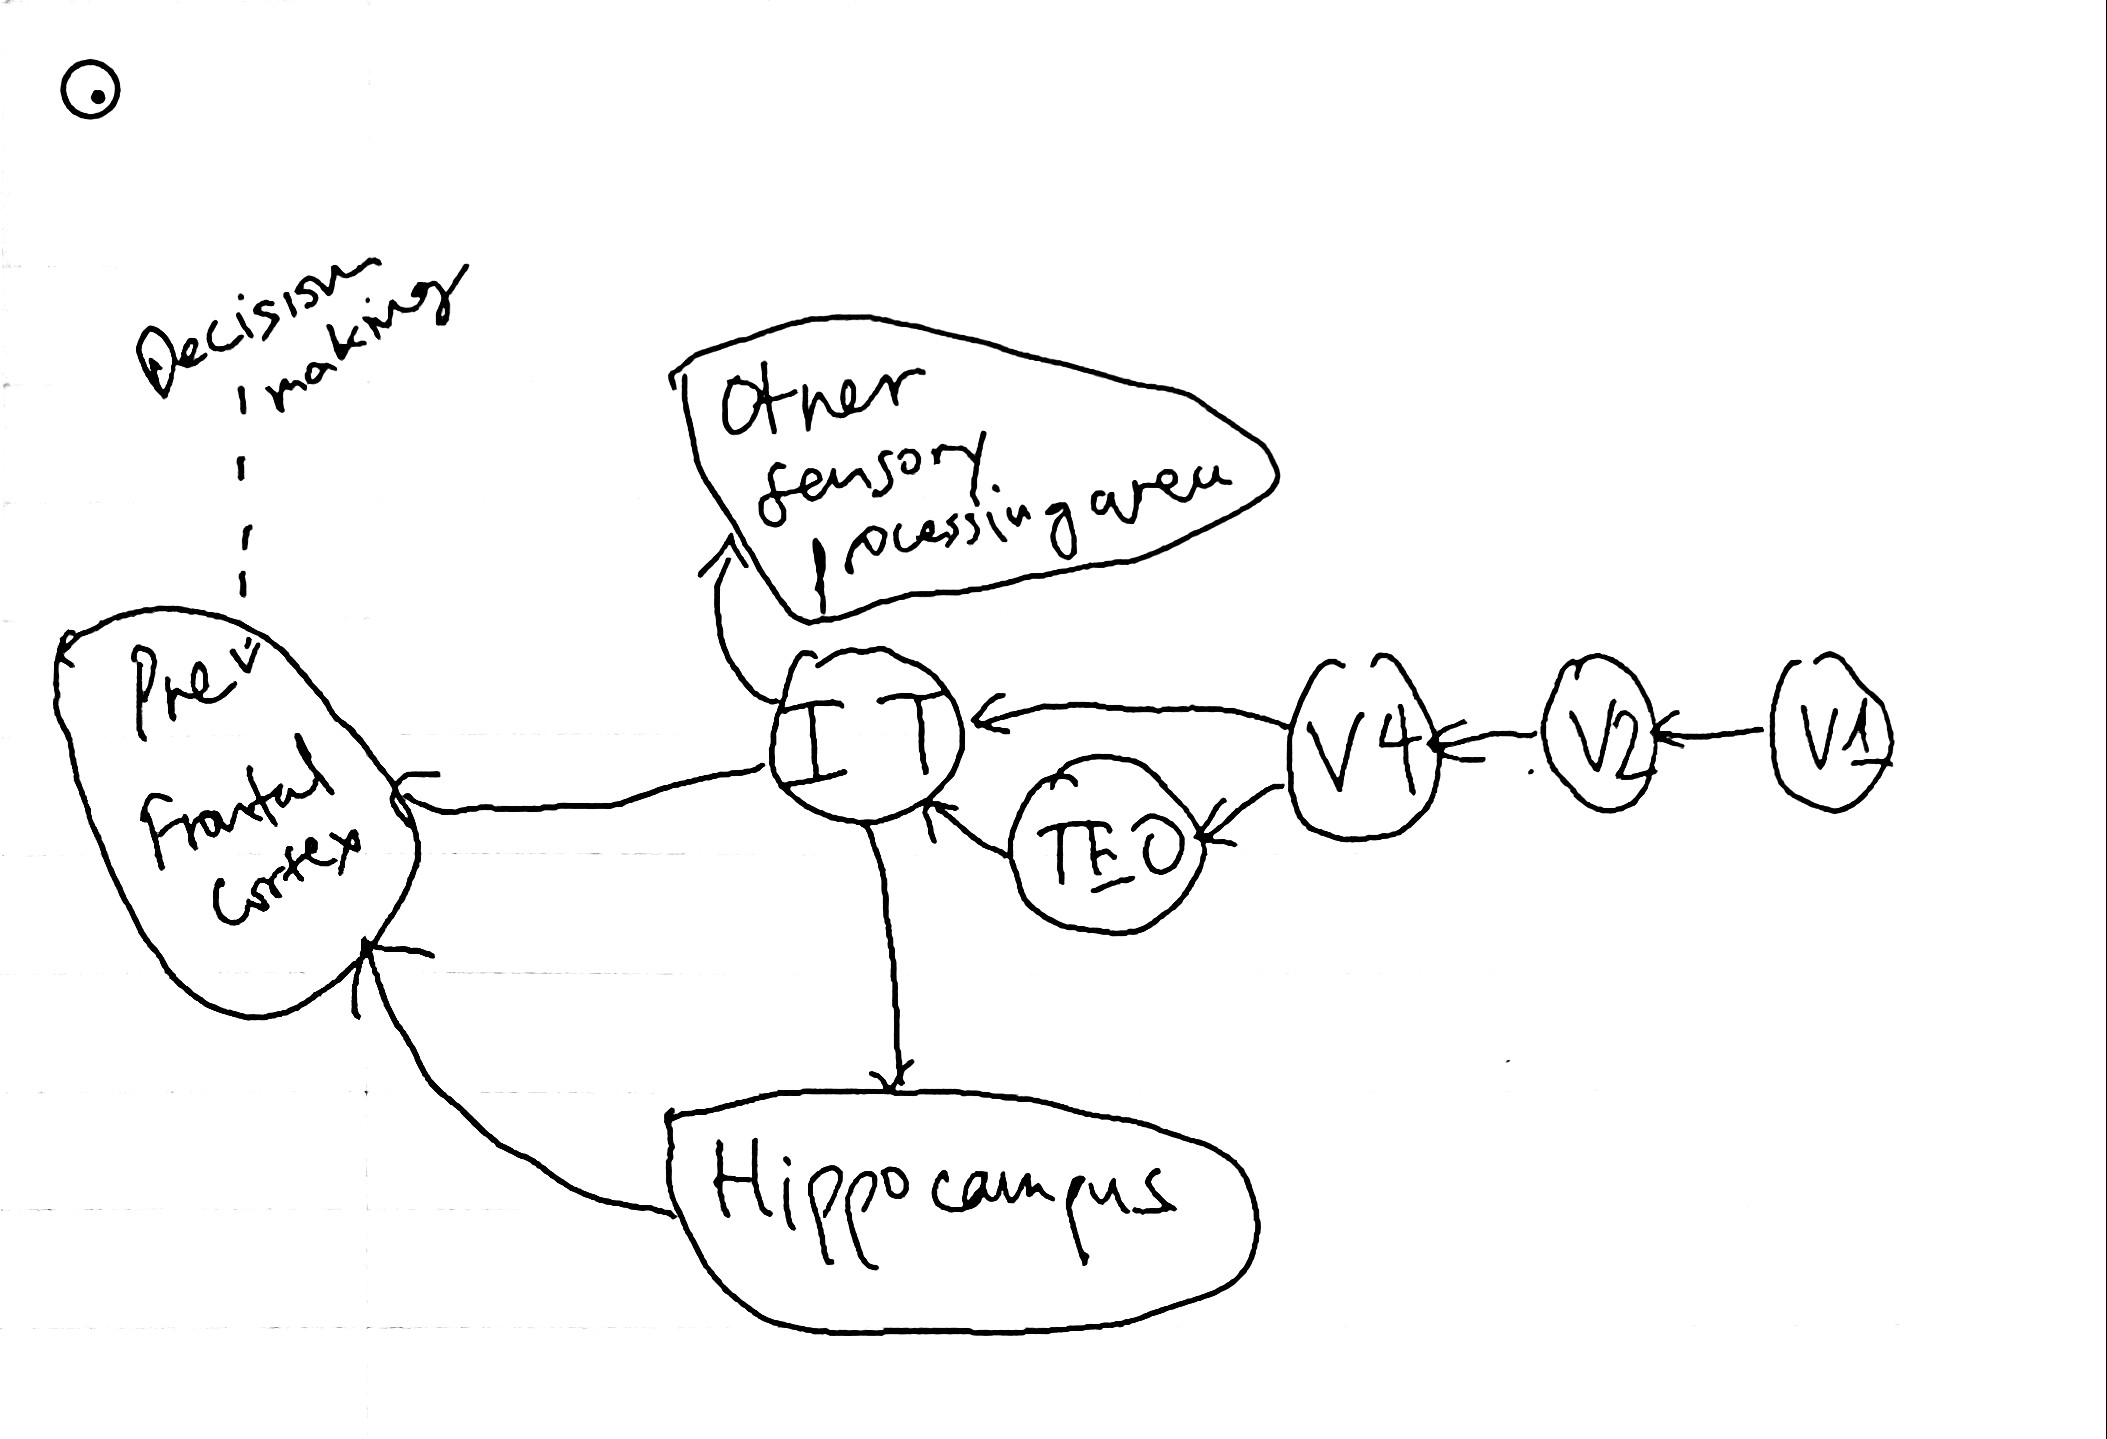 Decision
making
Other
sensory
processing area
Pre
Frontal
Cortex
IT
TEO
V4
V2
V1
Hippocampus